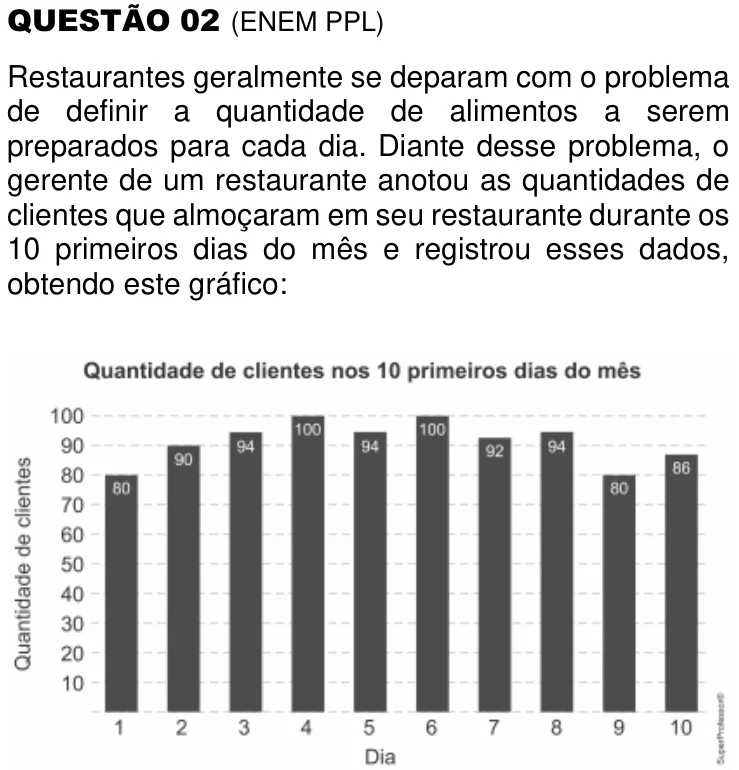 QUESTÃO 02 (ENEM PPL)
Restaurantes geralmente se deparam com o problema
de definir a quantidade de alimentos a serem
preparados para cada dia. Diante desse problema, o
gerente de um restaurante anotou as quantidades de
clientes que almoçaram em seu restaurante durante os
10 primeiros dias do mês e registrou esses dados,
obtendo este gráfico:
Quantidade de clientes nos 10 primeiros dias do mês
Quantidade de clientes
100
90
80
70
60
50
40
30
20
10
80 90 94 100 94 100 92 94 80 86
1 2 3 4 5 6 7 8 9 10
Dia
SuperProfessor®